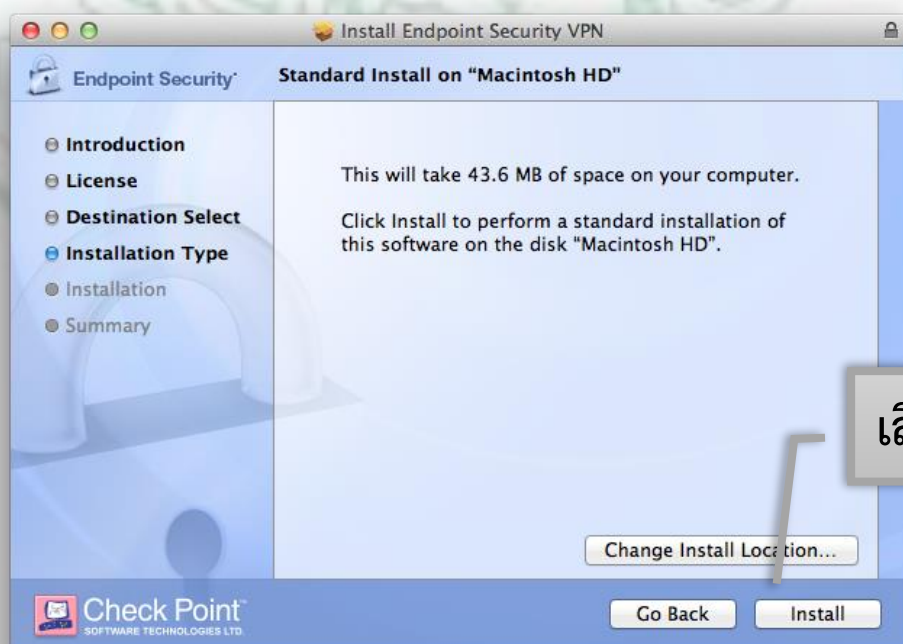 Install Endpoint Security VPN
Endpoint Security
Standard Install on “Macintosh HD"
Introduction
License
Destination Select
Installation Type
Installation
Summary
This will take 43.6 MB of space on your computer.
Click Install to perform a standard installation of
this software on the disk “Macintosh HD”.
Change Install Location...
Check Point
SOFTWARE TECHNOLOGIES LTD.
Go Back
Install